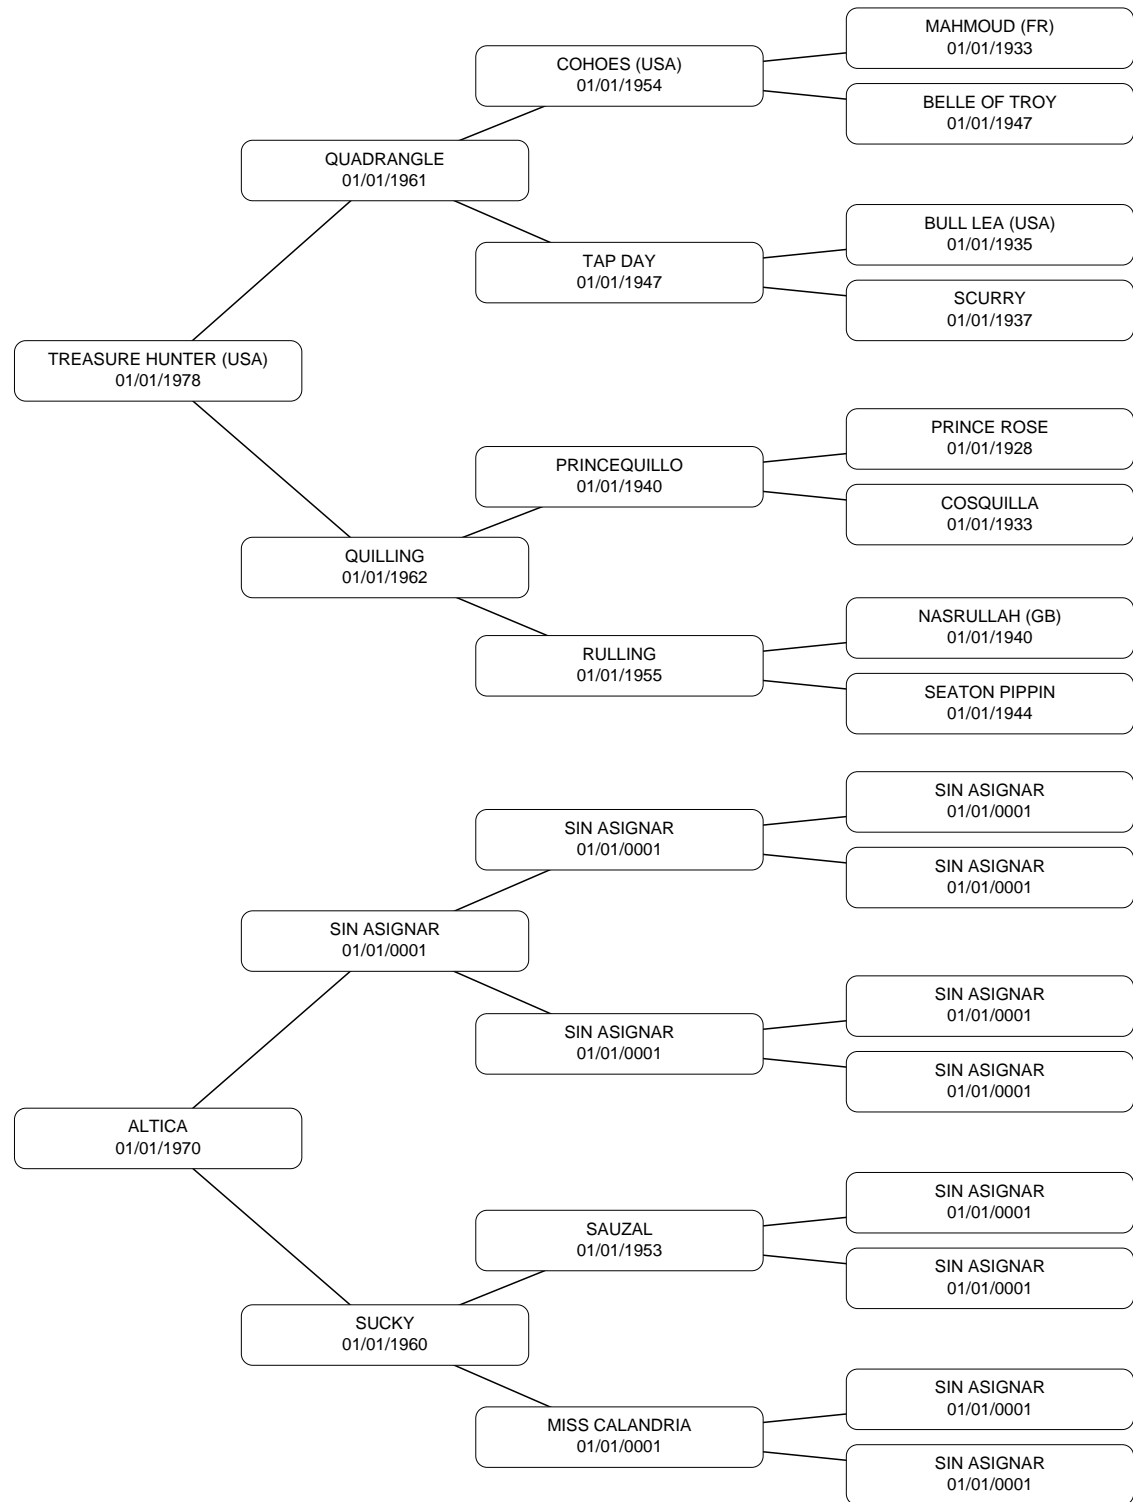 MAHMOUD (FR)
01/01/1933
COHOES (USA)
01/01/1954
BELLE OF TROY
01/01/1947
QUADRANGLE
01/01/1961
BULL LEA (USA)
01/01/1935
TAP DAY
01/01/1947
SCURRY
01/01/1937
TREASURE HUNTER (USA)
01/01/1978
PRINCE ROSE
01/01/1928
PRINCEQUILLO
01/01/1940
COSQUILLA
01/01/1933
QUILLING
01/01/1962
NASRULLAH (GB)
01/01/1940
RULLING
01/01/1955
SEATON PIPPIN
01/01/1944
SIN ASIGNAR
01/01/0001
SIN ASIGNAR
01/01/0001
SIN ASIGNAR
01/01/0001
SIN ASIGNAR
01/01/0001
SIN ASIGNAR
01/01/0001
SIN ASIGNAR
01/01/0001
SIN ASIGNAR
01/01/0001
ALTICA
01/01/1970
SIN ASIGNAR
01/01/0001
SAUZAL
01/01/1953
SIN ASIGNAR
01/01/0001
SUCKY
01/01/1960
SIN ASIGNAR
01/01/0001
MISS CALANDRIA
01/01/0001
SIN ASIGNAR
01/01/0001